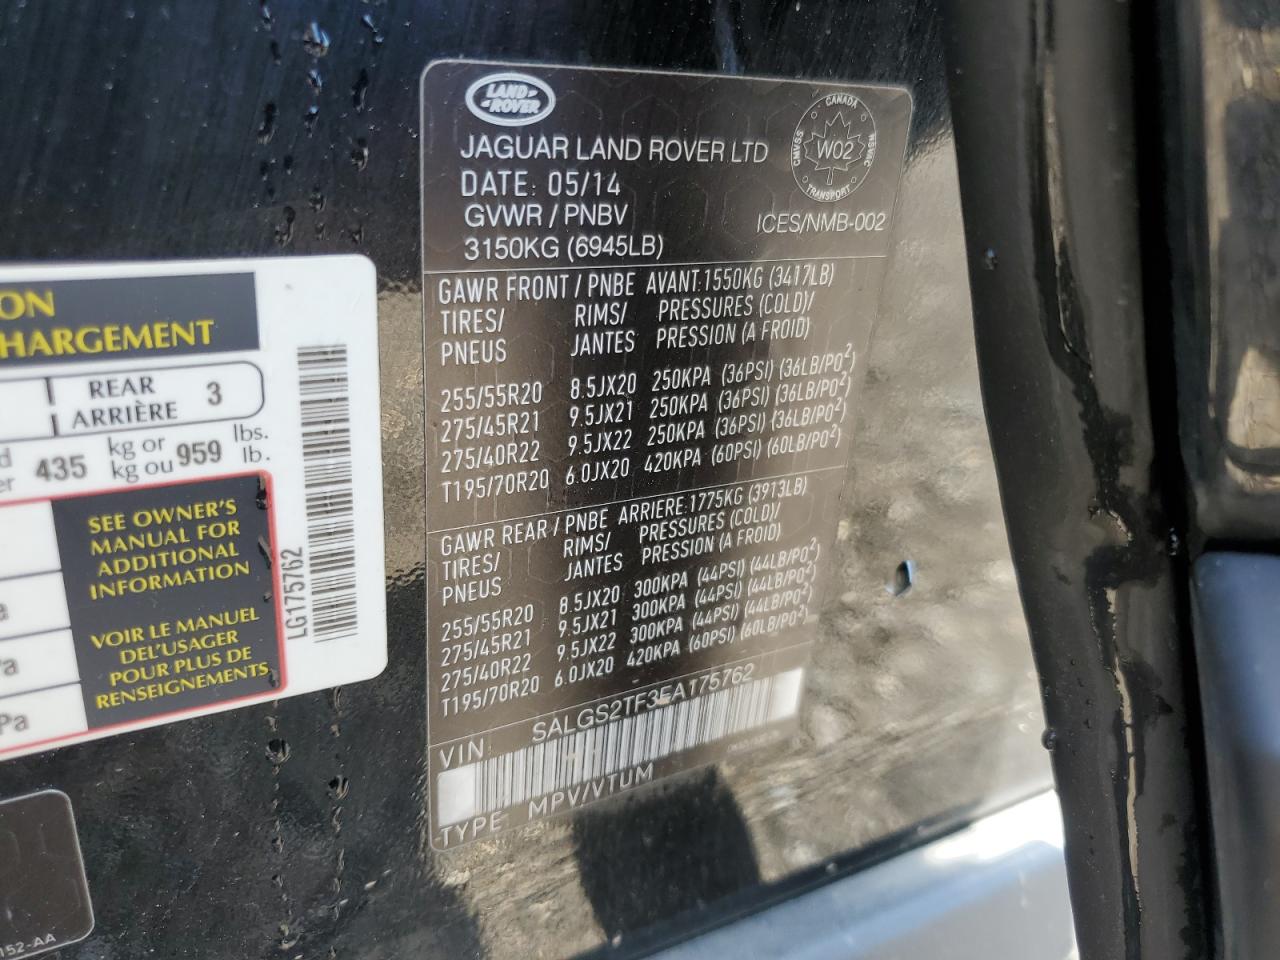 LAND
ROVER
JAGUAR LAND ROVER LTD
DATE: 05/14
GVWR / PNBV
3150KG (6945LB)
CANADA
CMVSS
NSVAC
W02
TRANSPORT
ICES/NMB-002
GAWR FRONT / PNBE AVANT:1550KG (3417LB)
TIRES/ RIMS/ PRESSURES (COLD)/
PNEUS JANTES PRESSION (A FROID)
255/55R20 8.5JX20 250KPA (36PSI) (36LB/PO²)
275/45R21 9.5JX21 250KPA (36PSI) (36LB/PO²)
275/40R22 9.5JX22 250KPA (36PSI) (36LB/PO²)
T195/70R20 6.0JX20 420KPA (60PSI) (60LB/PO²)
GAWR REAR / PNBE ARRIERE:1775KG (3913LB)
TIRES/ RIMS/ PRESSURES (COLD)/
PNEUS JANTES PRESSION (A FROID)
255/55R20 8.5JX20 300KPA (44PSI) (44LB/PO²)
275/45R21 9.5JX21 300KPA (44PSI) (44LB/PO²)
275/40R22 9.5JX22 300KPA (44PSI) (44LB/PO²)
T195/70R20 6.0JX20 420KPA (60PSI) (60LB/PO²)
VIN SALGS2TF3EA175762
TYPE MPV/VTUM
ON
HARGEMENT
REAR
ARRIÈRE 3
d 435 kg or 959 lbs.
er kg ou lb.
SEE OWNER'S
MANUAL FOR
ADDITIONAL
INFORMATION
VOIR LE MANUEL
DEL'USAGER
POUR PLUS DE
RENSEIGNEMENTS
LG175762
152-AA